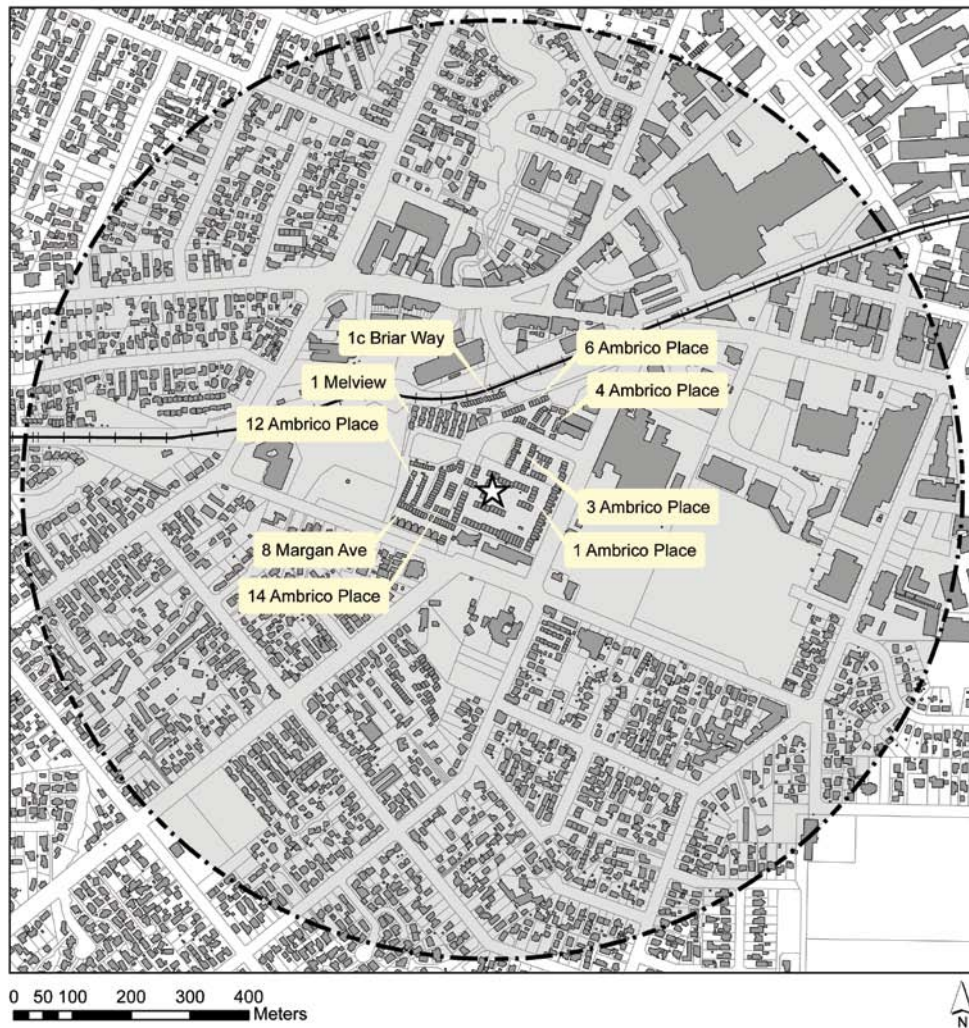 1c Briar Way
6 Ambrico Place
1 Melview
4 Ambrico Place
12 Ambrico Place
3 Ambrico Place
8 Margan Ave
1 Ambrico Place
14 Ambrico Place
0 50 100 200 300 400
Meters
N